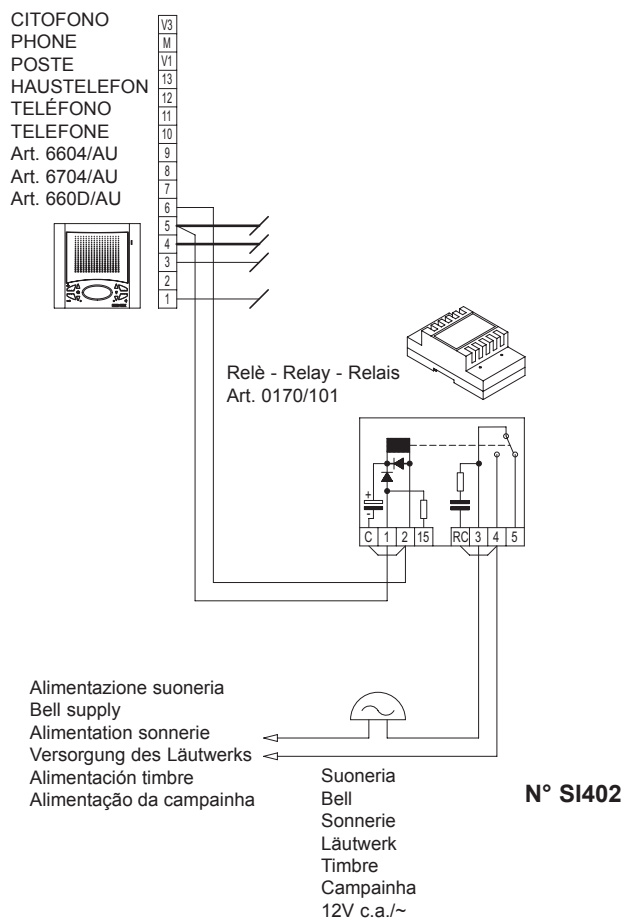 CITOFONO
PHONE
POSTE
HAUSTELEFON
TELÉFONO
TELEFONE
Art. 6604/AU
Art. 6704/AU
Art. 660D/AU
V3
M
V1
13
12
11
10
9
8
7
6
5
4
3
2
1
Relè - Relay - Relais
Art. 0170/101
+
-
C 1 2 15 RC 3 4 5
Alimentazione suoneria
Bell supply
Alimentation sonnerie
Versorgung des Läutwerks
Alimentación timbre
Alimentação da campainha
Suoneria
Bell
Sonnerie
Läutwerk
Timbre
Campainha
12V c.a./~
N° SI402